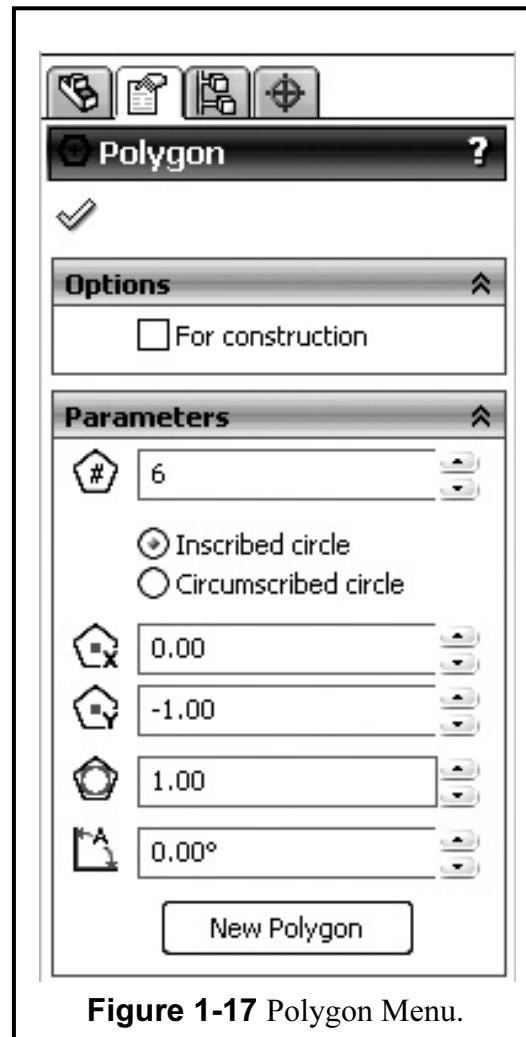 Polygon ?
Options
For construction
Parameters
# 6
Inscribed circle
Circumscribed circle
X 0.00
Y -1.00
1.00
A 0.00°
New Polygon
Figure 1-17 Polygon Menu.